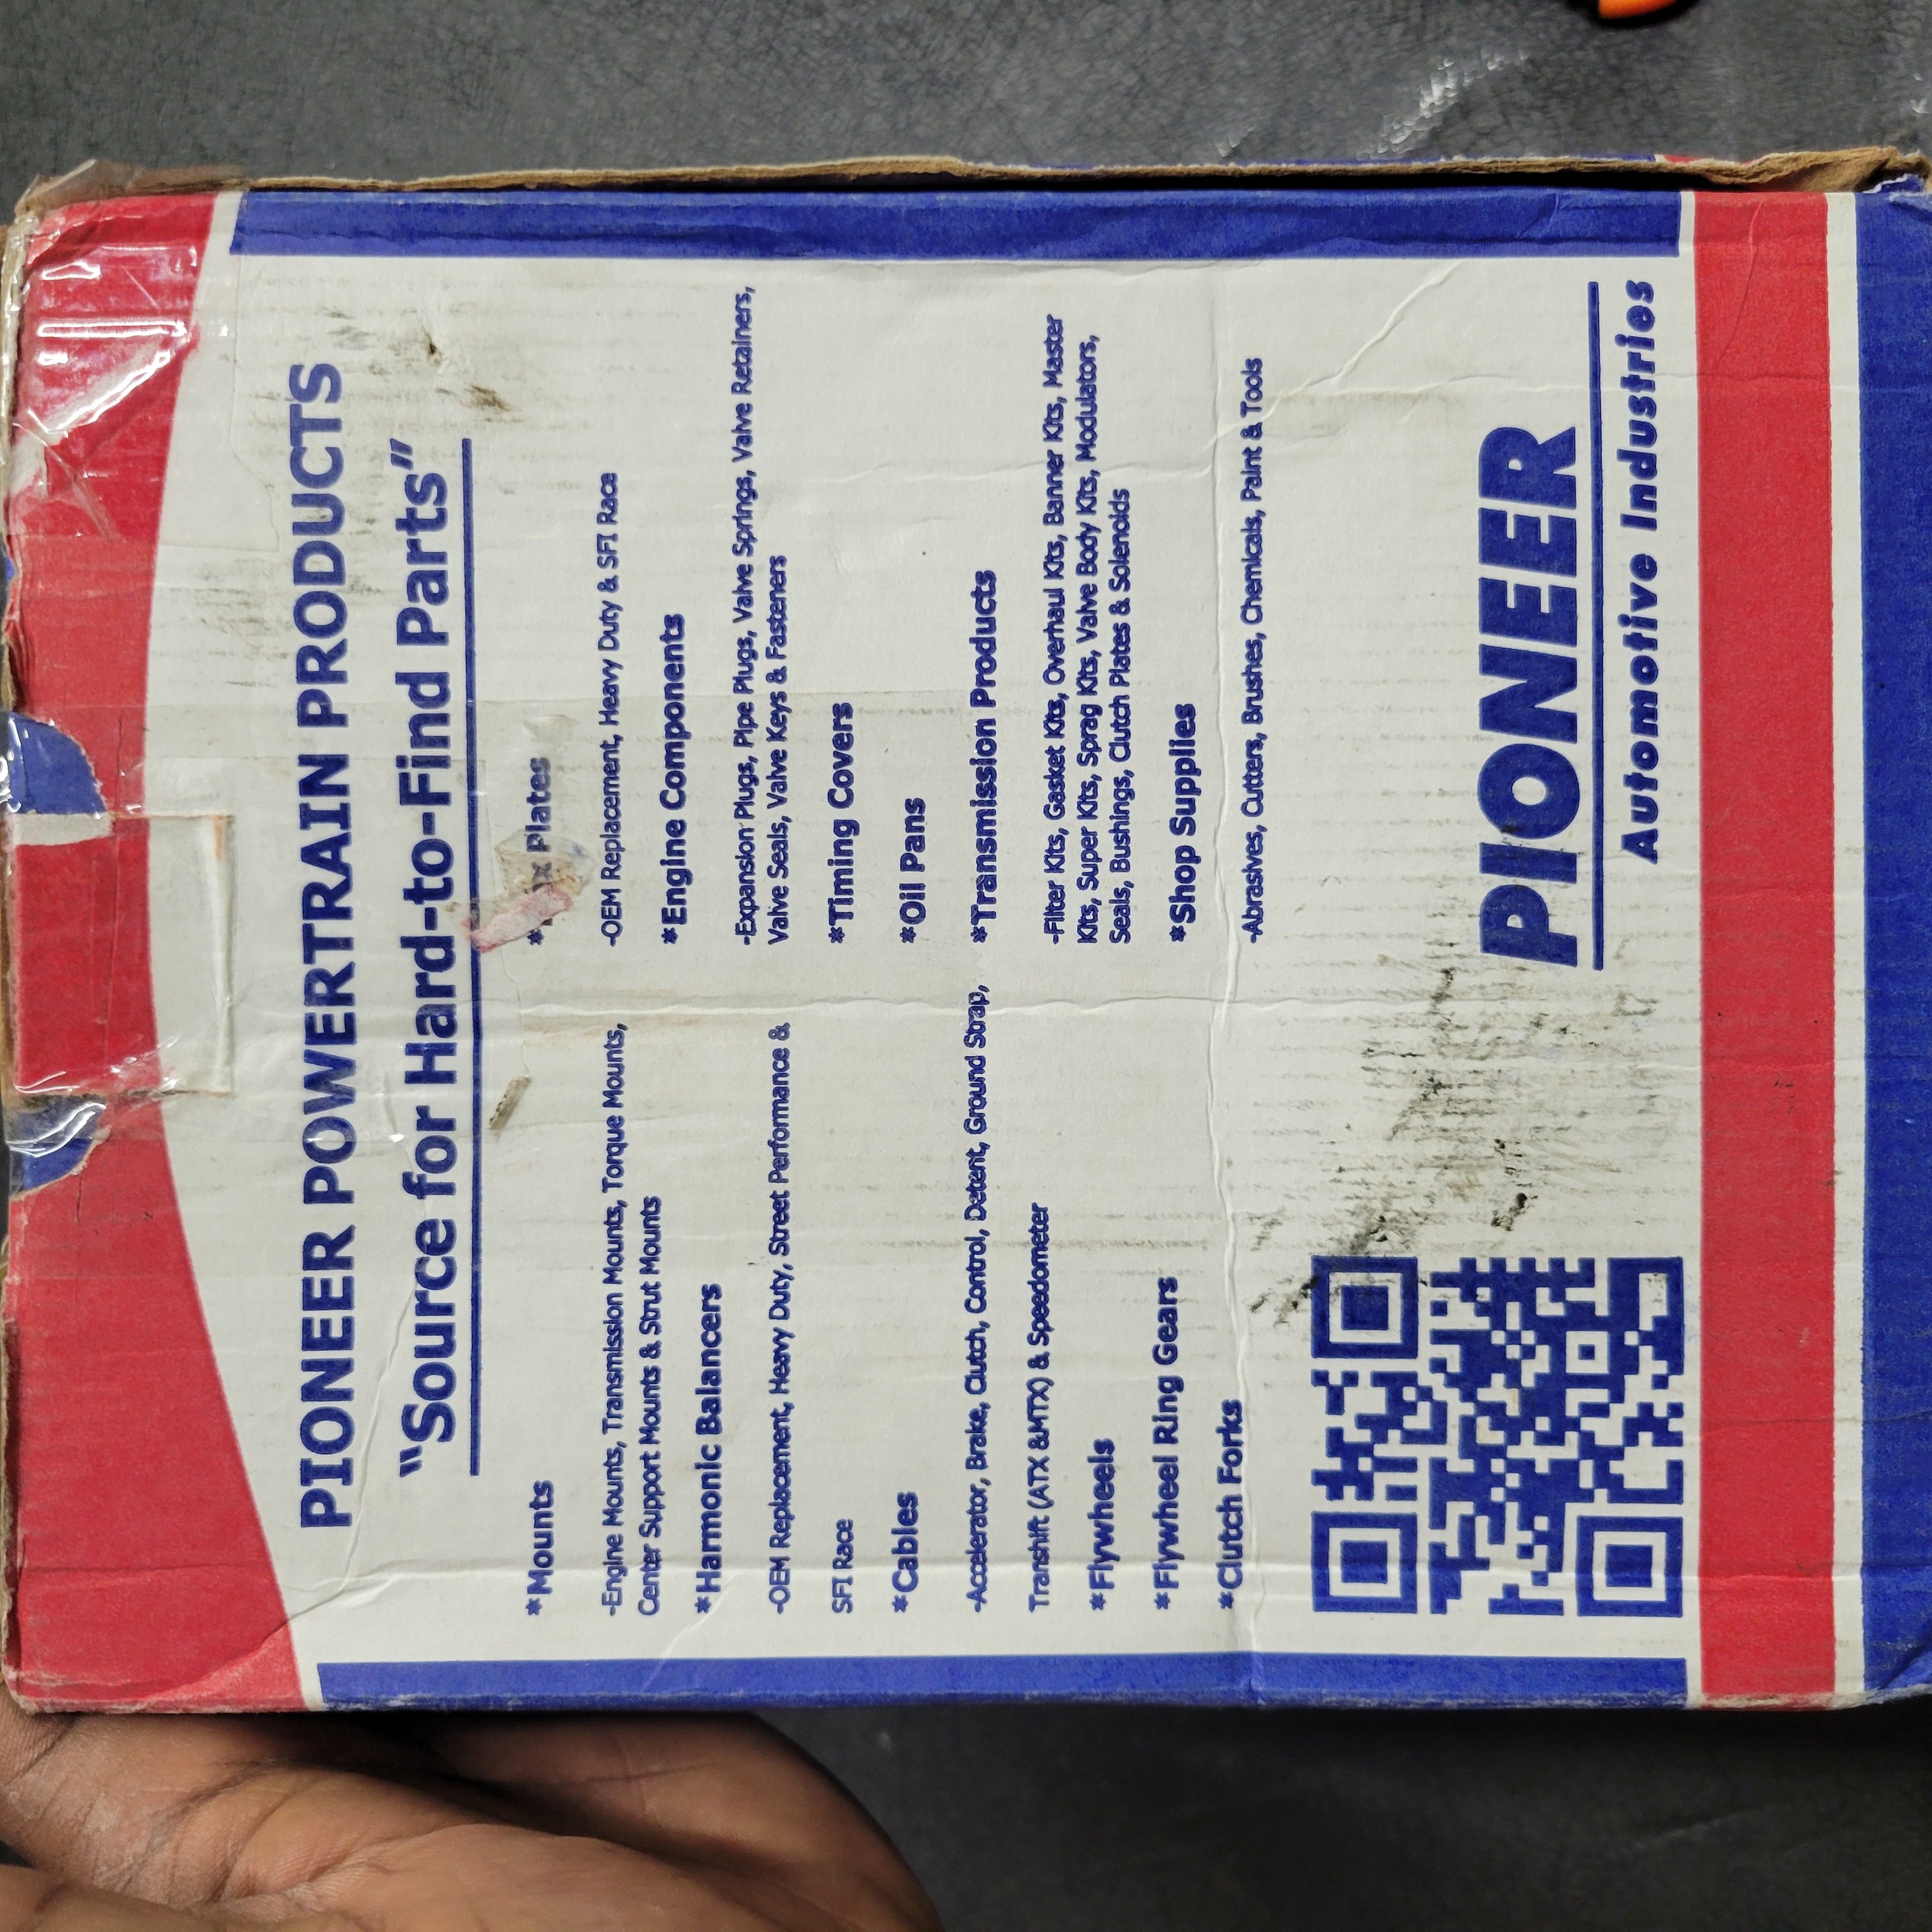 PIONEER POWERTRAIN PRODUCTS
“Source for Hard-to-Find Parts”
*Mounts
-Engine Mounts, Transmission Mounts, Torque Mounts,
Center Support Mounts & Strut Mounts
*Harmonic Balancers
-OEM Replacement, Heavy Duty, Street Performance &
SFI Race
*Cables
-Accelerator, Brake, Clutch, Control, Detent, Ground Strap,
Transhift (ATX &MTX) & Speedometer
*Flywheels
*Flywheel Ring Gears
*Clutch Forks
Plates
-OEM Replacement, Heavy Duty & SFI Race
*Engine Components
-Expansion Plugs, Pipe Plugs, Valve Springs, Valve Retainers,
Valve Seals, Valve Keys & Fasteners
*Timing Covers
*Oil Pans
*Transmission Products
-Filter Kits, Gasket Kits, Overhaul Kits, Banner Kits, Master
Kits, Super Kits, Sprag Kits, Valve Body Kits,, Modulators,
Seals, Bushings, Clutch Plates & Solenoids
*Shop Supplies
-Abrasives, Cutters, Brushes, Chemicals, Paint & Tools
PIONEER
Automotive Industries